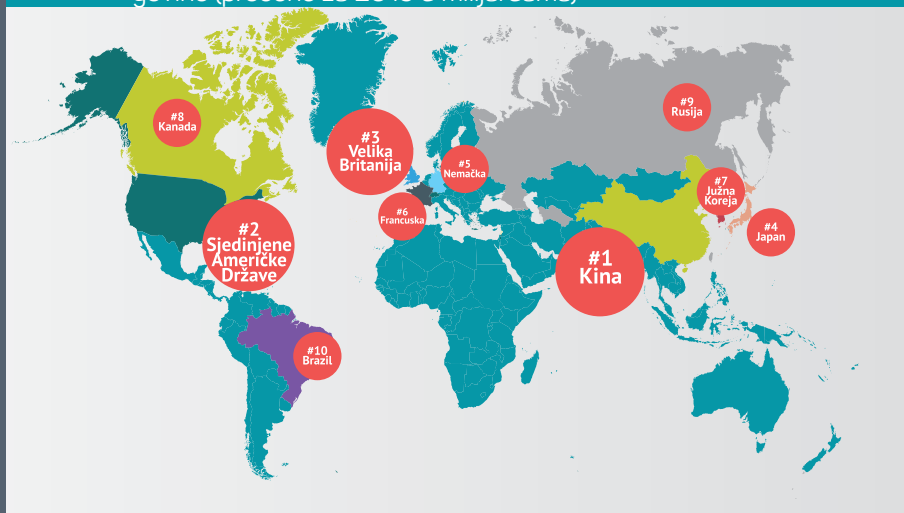 #8
Kanada
#9
Rusija
#3
Velika
Britanija
#5
Nemačka
#7
Južna
Koreja
#6
Francuska
#4
Japan
#2
Sjedinjene
Američke
Države
#1
Kina
#10
Brazil